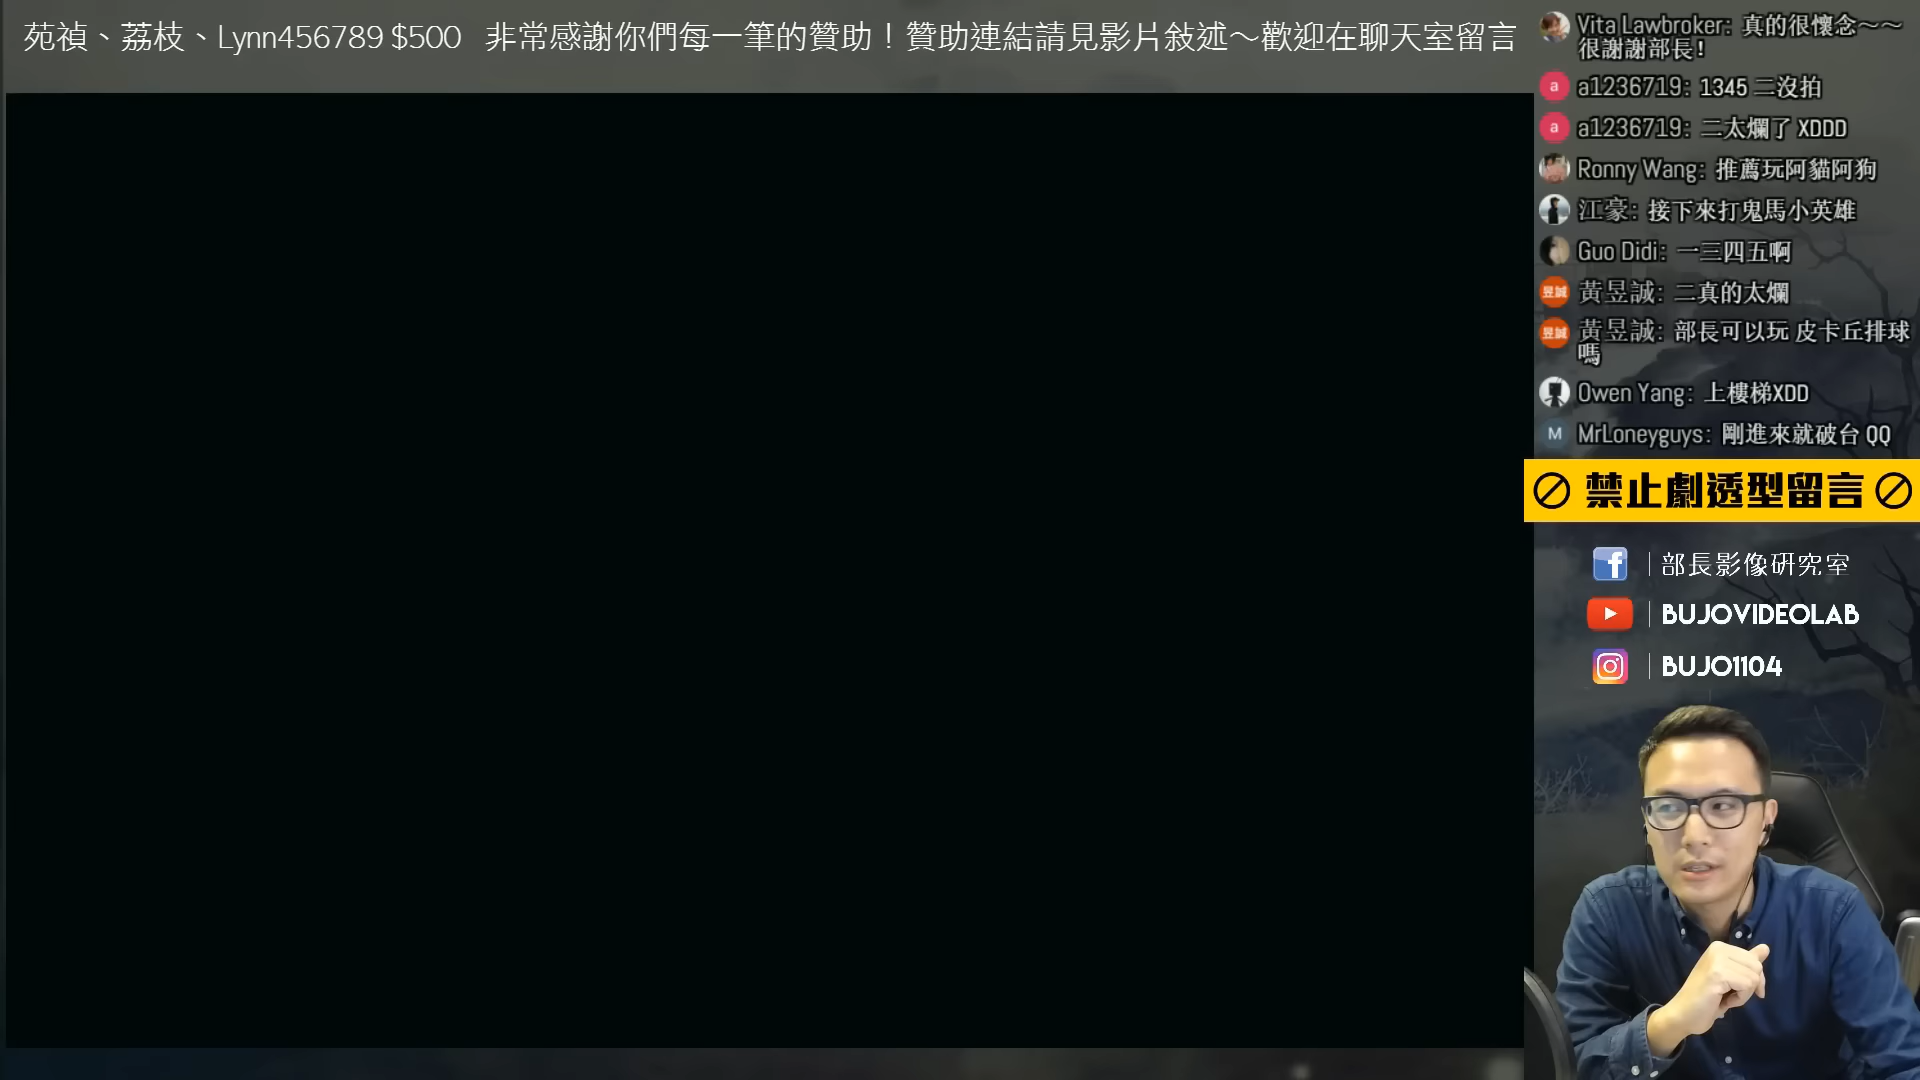 苑禎、荔枝、Lynn456789 $500 非常感謝你們每一筆的贊助！贊助連結請見影片敍述～歡迎在聊天室留言
Vita Lawbroker: 真的很懷念～～
很謝謝部長!
a
a1236719: 1345 二沒拍
a
a1236719: 二太爛了 XDDD
Ronny Wang: 推薦玩阿貓阿狗
江豪: 接下來打鬼馬小英雄
Guo Didi: 一三四五啊
昱誠
黃昱誠: 二真的太爛
昱誠
黃昱誠: 部長可以玩 皮卡丘排球
嗎
Owen Yang: 上樓梯XDD
M
MrLoneyguys: 剛進來就破台 QQ
禁止劇透型留言
f
部長影像研究室
BUJOVIDEOLAB
BUJO1104